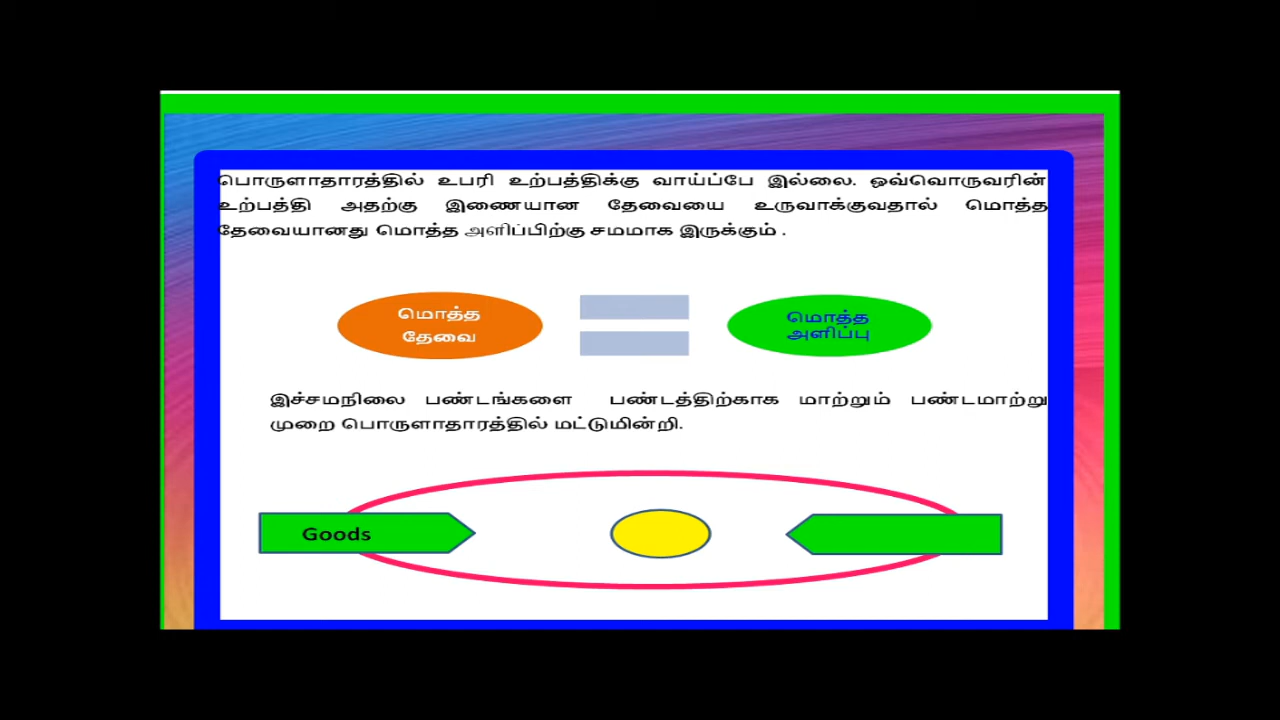 பொருளாதாரத்தில் உபரி உற்பத்திக்கு வாய்ப்பே இல்லை. ஒவ்வொருவரின்
உற்பத்தி அதற்கு இணையான தேவையை உருவாக்குவதால் மொத்த
தேவையானது மொத்த அளிப்பிற்கு சமமாக இருக்கும் .
மொத்த
தேவை
மொத்த
அளிப்பு
இச்சமநிலை பண்டங்களை பண்டத்திற்காக மாற்றும் பண்டமாற்று
முறை பொருளாதாரத்தில் மட்டுமின்றி.
Goods